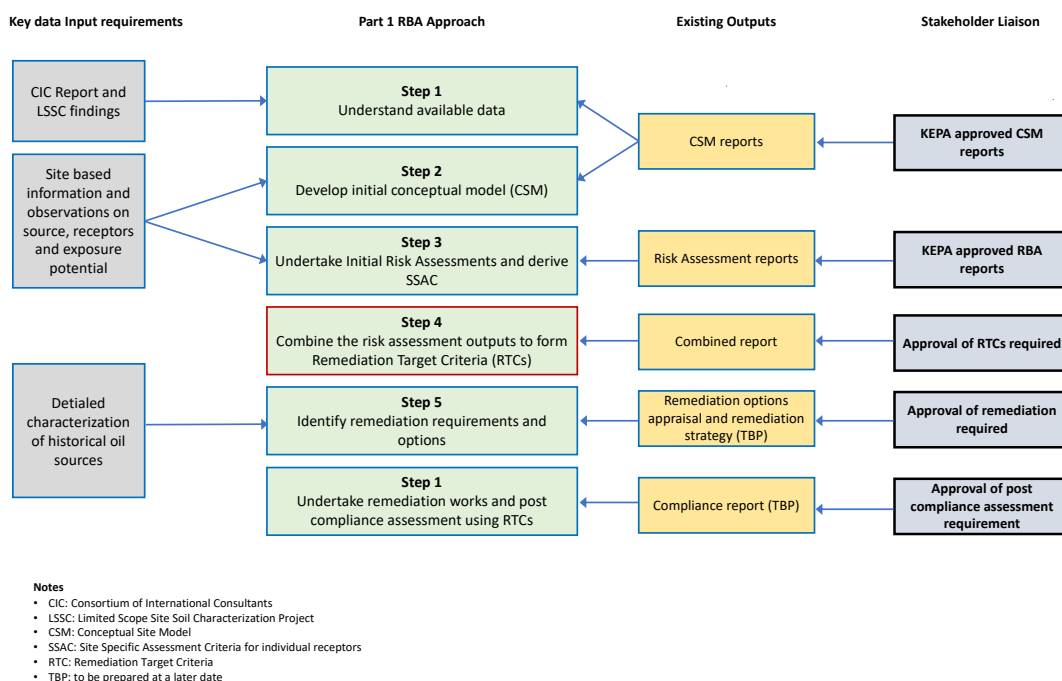 Key data Input requirements
Part 1 RBA Approach
Existing Outputs
Stakeholder Liaison
CIC Report and
LSSC findings
Step 1
Understand available data
CSM reports
KEPA approved CSM
reports
Site based
information and
observations on
source, receptors
and exposure
potential
Step 2
Develop initial conceptual model (CSM)
Step 3
Undertake Initial Risk Assessments and derive
SSAC
Risk Assessment reports
KEPA approved RBA
reports
Step 4
Combine the risk assessment outputs to form
Remediation Target Criteria (RTCs)
Combined report
Approval of RTCs required
Detialed
characterization
of historical oil
sources
Step 5
Identify remediation requirements and
options
Remediation options
appraisal and remediation
strategy (TBP)
Approval of remediation
required
Step 1
Undertake remediation works and post
compliance assessment using RTCs
Compliance report (TBP)
Approval of post
compliance assessment
requirement
Notes
• CIC: Consortium of International Consultants
• LSSC: Limited Scope Site Soil Characterization Project
• CSM: Conceptual Site Model
• SSAC: Site Specific Assessment Criteria for individual receptors
• RTC: Remediation Target Criteria
• TBP: to be prepared at a later date